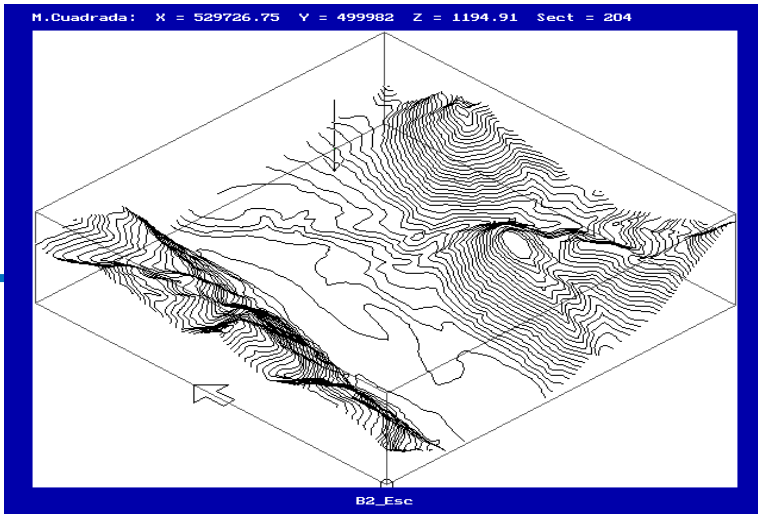 M.Cuadrada: X = 529726.75 Y = 499982 Z = 1194.91 Sect = 204
B2_Esc